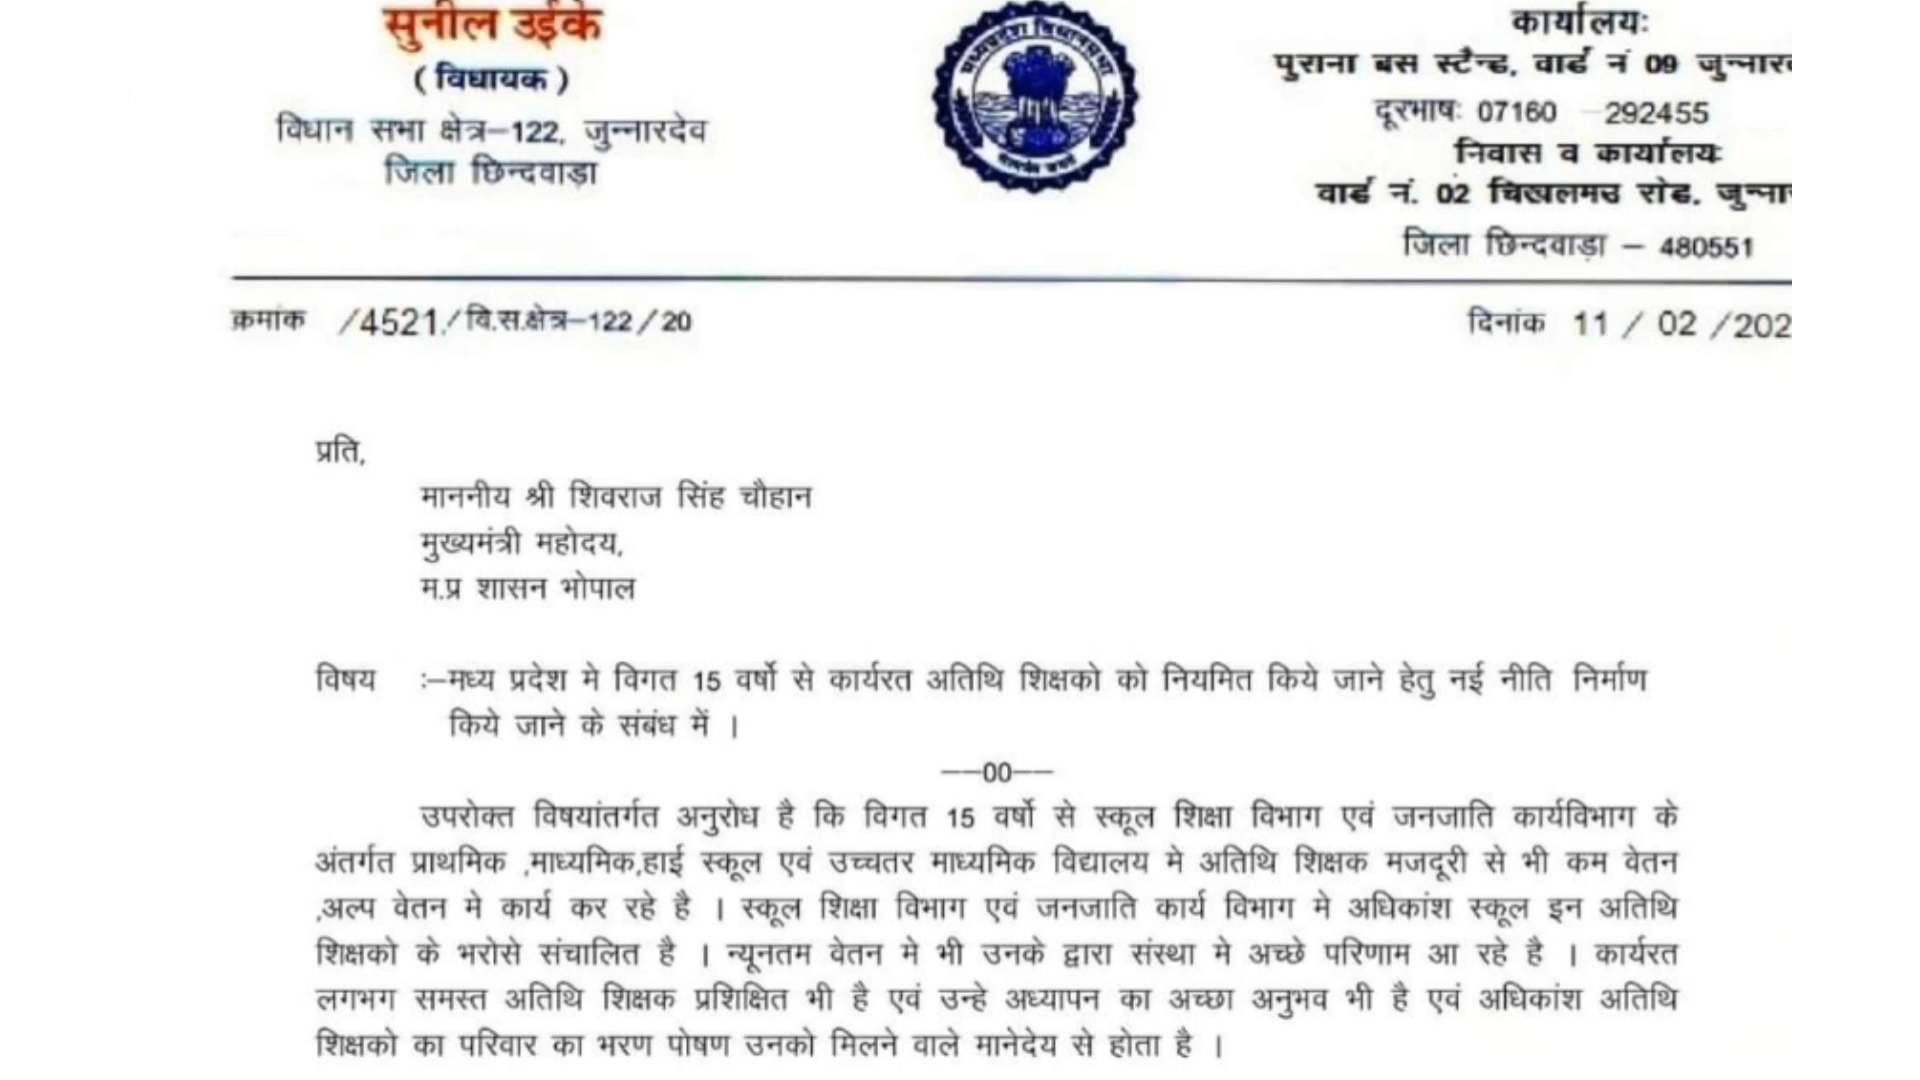 सुनील उईके
( विधायक )
विधान सभा क्षेत्र–122, जुन्नारदेव
जिला छिन्दवाड़ा
मध्यप्रदेश विधानसभा
कार्यालयः
पुराना बस स्टैन्ड, वार्ड नं 09
दूरभाषः 07160 292455
निवास व कार्यालयः
वार्ड नं. 02 चिखलमउ रोड,
जिला छिन्दवाड़ा – 480551
क्रमांक /4521/वि.स.क्षेत्र–122/20
दिनांक 11 / 02 /202
प्रति,
माननीय श्री शिवराज सिंह चौहान
मुख्यमंत्री महोदय,
म.प्र शासन भोपाल
विषय :–मध्य प्रदेश मे विगत 15 वर्षो से कार्यरत अतिथि शिक्षको को नियमित किये जाने हेतु नई नीति निर्माण
किये जाने के संबंध में ।
––00––
उपरोक्त विषयांतर्गत अनुरोध है कि विगत 15 वर्षो से स्कूल शिक्षा विभाग एवं जनजाति कार्यविभाग के
अंतर्गत प्राथमिक ,माध्यमिक,हाई स्कूल एवं उच्चतर माध्यमिक विद्यालय मे अतिथि शिक्षक मजदूरी से भी कम वेतन
,अल्प वेतन मे कार्य कर रहे है । स्कूल शिक्षा विभाग एवं जनजाति कार्य विभाग मे अधिकांश स्कूल इन अतिथि
शिक्षको के भरोसे संचालित है । न्यूनतम वेतन मे भी उनके द्वारा संस्था मे अच्छे परिणाम आ रहे है । कार्यरत
लगभग समस्त अतिथि शिक्षक प्रशिक्षित भी है एवं उन्हे अध्यापन का अच्छा अनुभव भी है एवं अधिकांश अतिथि
शिक्षको का परिवार का भरण पोषण उनको मिलने वाले मानेदेय से होता है ।